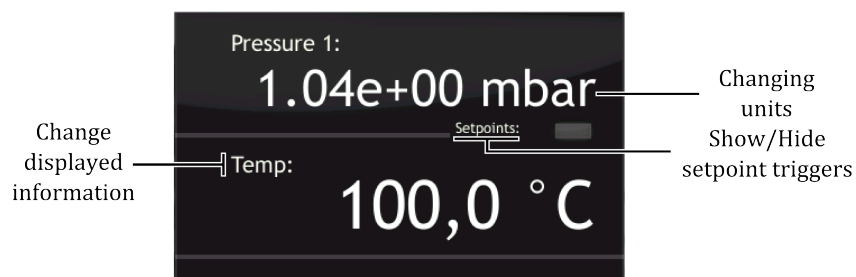 Pressure 1:
1.04e+00 mbar
Setpoints:
Temp:
100,0 °C
Change
displayed
information
Changing
units
Show/Hide
setpoint triggers